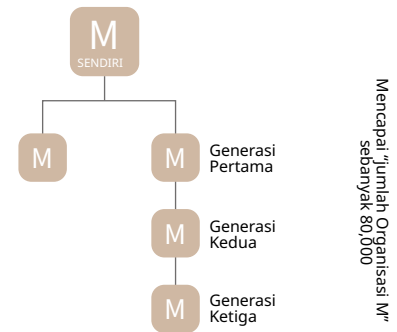 M
SENDIRI
M
M
Generasi
Pertama
M
Generasi
Kedua
M
Generasi
Ketiga
Mencapai “jumlah Organisasi M”
sebanyak 80,000